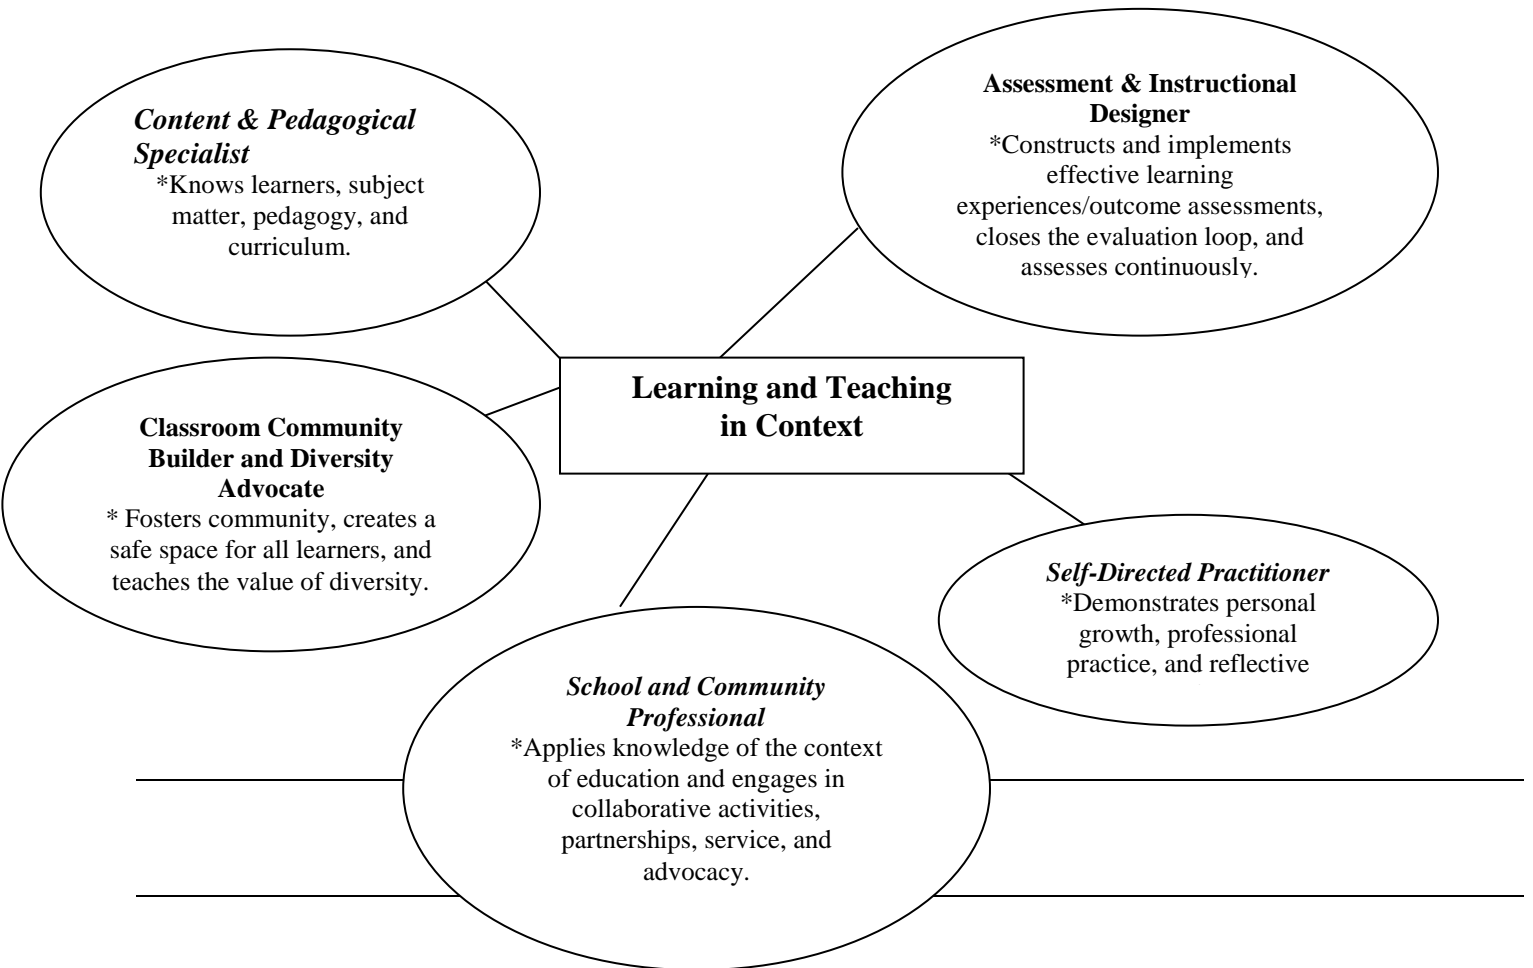 Content & Pedagogical
Specialist
*Knows learners, subject
matter, pedagogy, and
curriculum.
Assessment & Instructional
Designer
*Constructs and implements
effective learning
experiences/outcome assessments,
closes the evaluation loop, and
assesses continuously.
Learning and Teaching
in Context
Classroom Community
Builder and Diversity
Advocate
* Fosters community, creates a
safe space for all learners, and
teaches the value of diversity.
Self-Directed Practitioner
*Demonstrates personal
growth, professional
practice, and reflective
School and Community
Professional
*Applies knowledge of the context
of education and engages in
collaborative activities,
partnerships, service, and
advocacy.